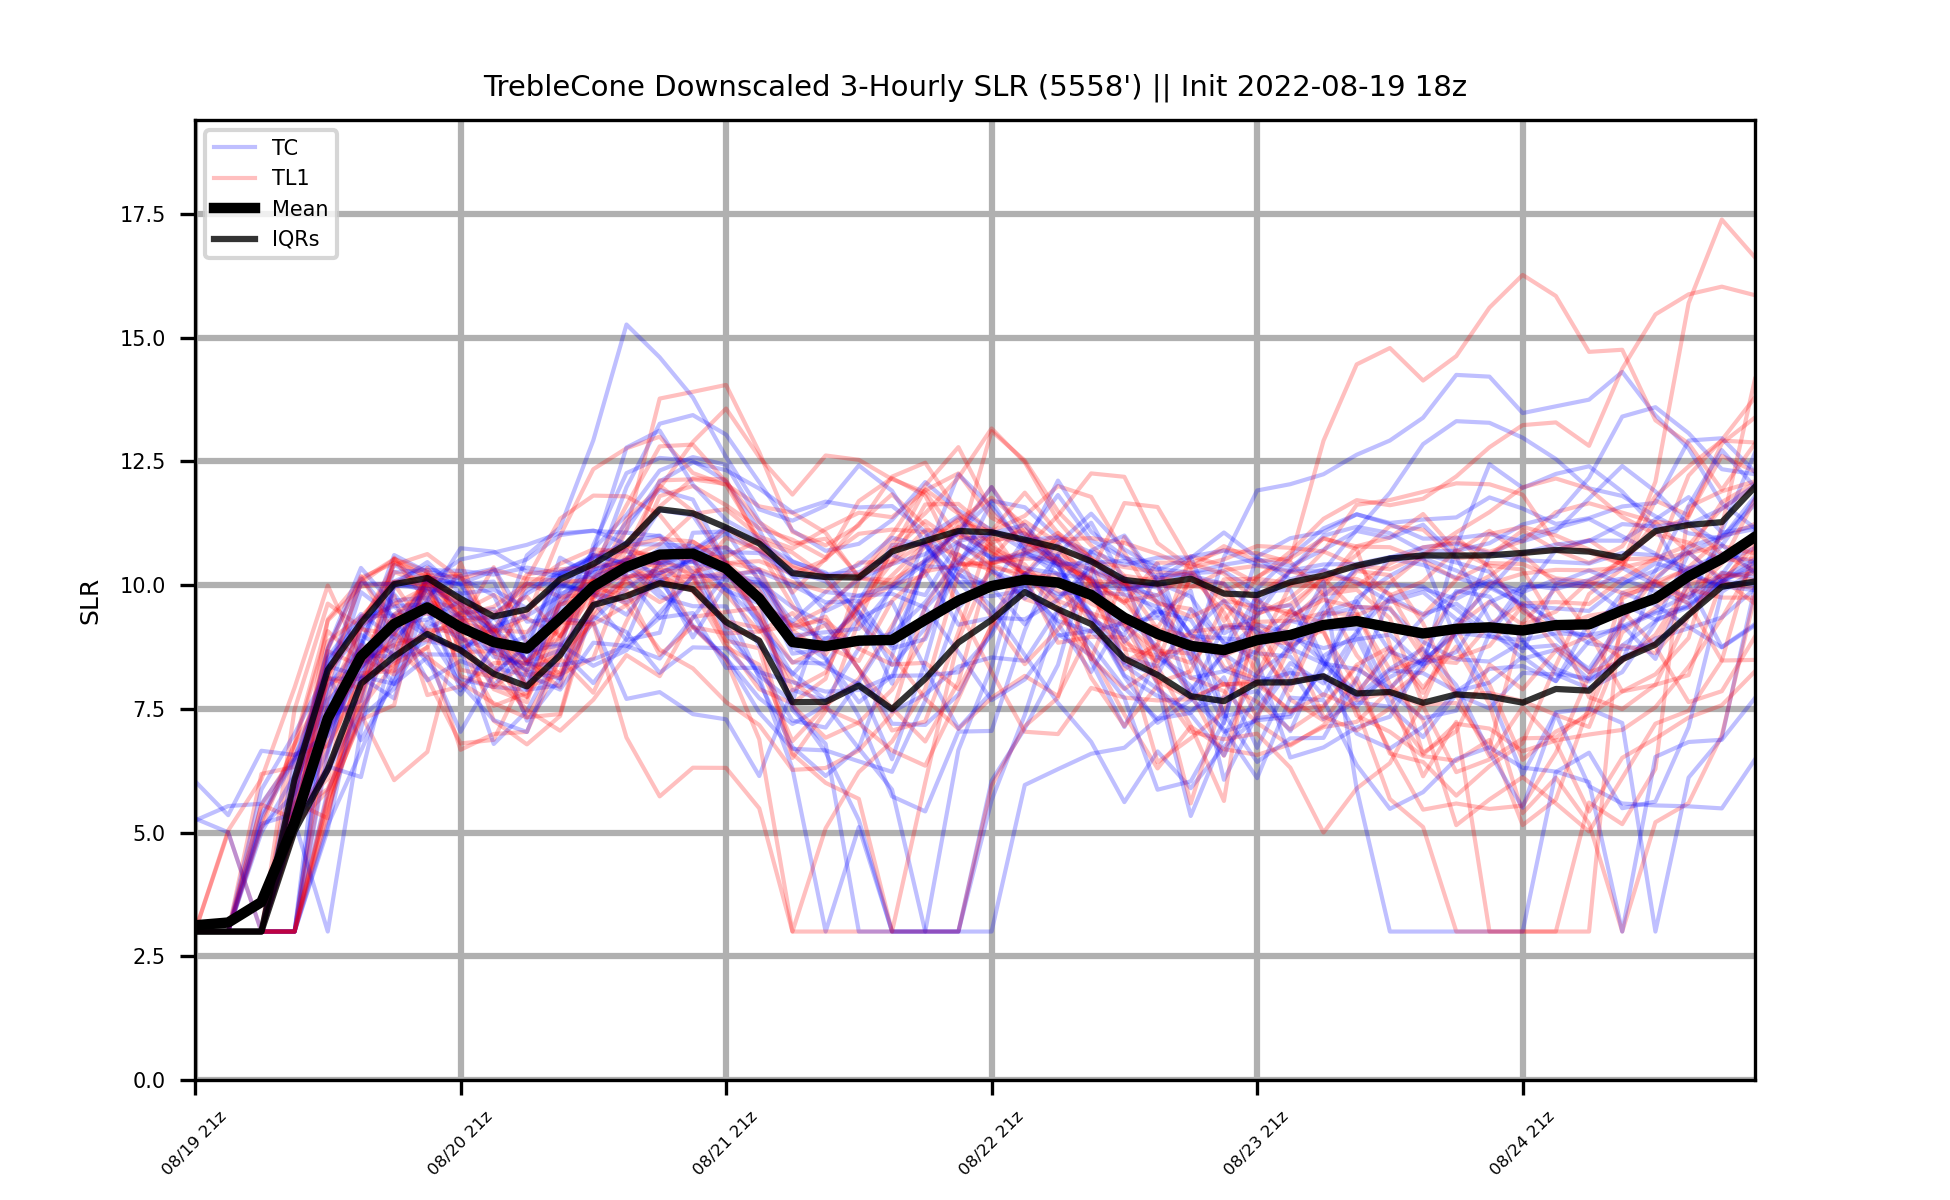 TrebleCone Downscaled 3-Hourly SLR (5558') || Init 2022-08-19 18z
TC
TL1
Mean
IQRs
SLR
17.5
15.0
12.5
10.0
7.5
5.0
2.5
0.0
08/19 21z
08/20 21z
08/21 21z
08/22 21z
08/23 21z
08/24 21z